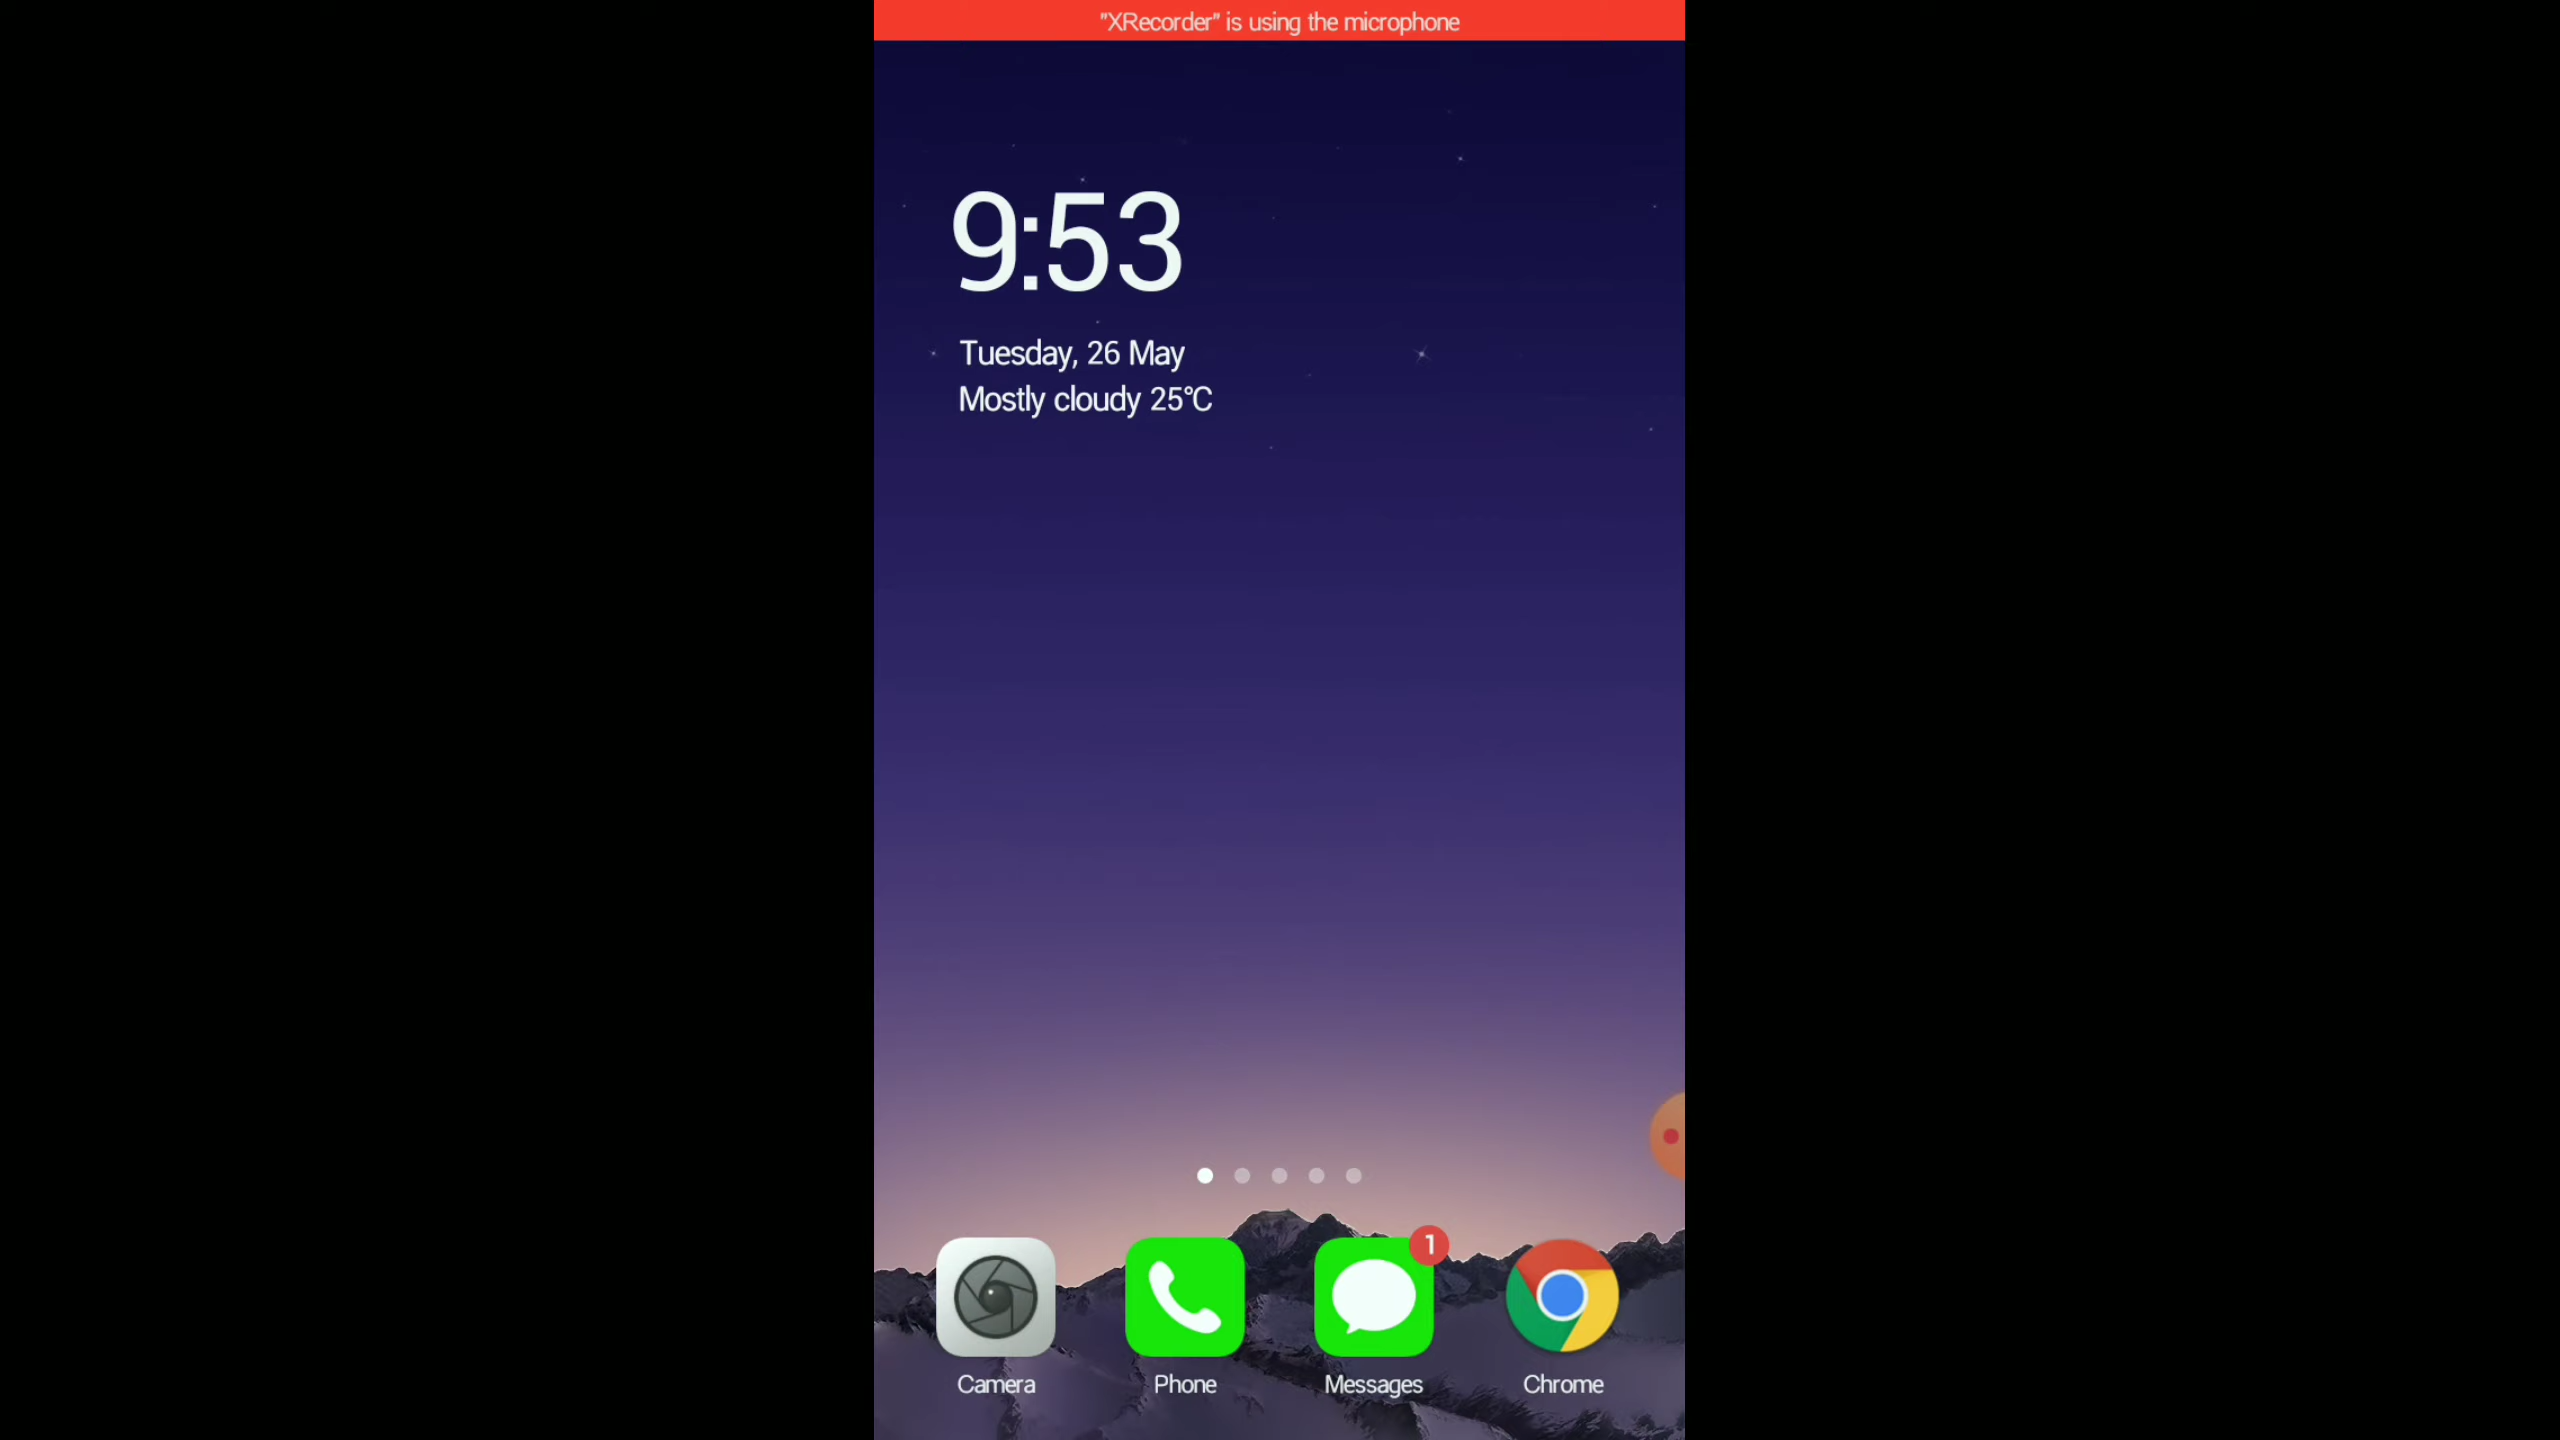 "XRecorder" is using the microphone
9:53
Tuesday, 26 May
Mostly cloudy 25°C
1
Camera
Phone
Messages
Chrome